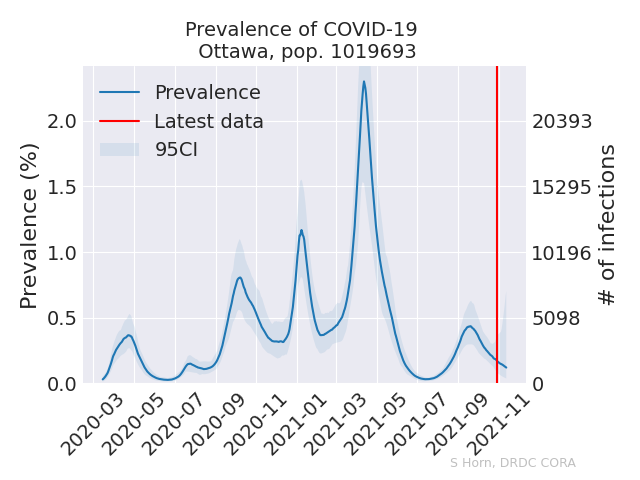 Prevalence of COVID-19
Ottawa, pop. 1019693
Prevalence
Latest data
95CI
Prevalence (%)
2.0
1.5
1.0
0.5
0.0
20393
15295
10196
5098
0
# of infections
2020-03
2020-05
2020-07
2020-09
2020-11
2021-01
2021-03
2021-05
2021-07
2021-09
2021-11
S Horn, DRDC CORA